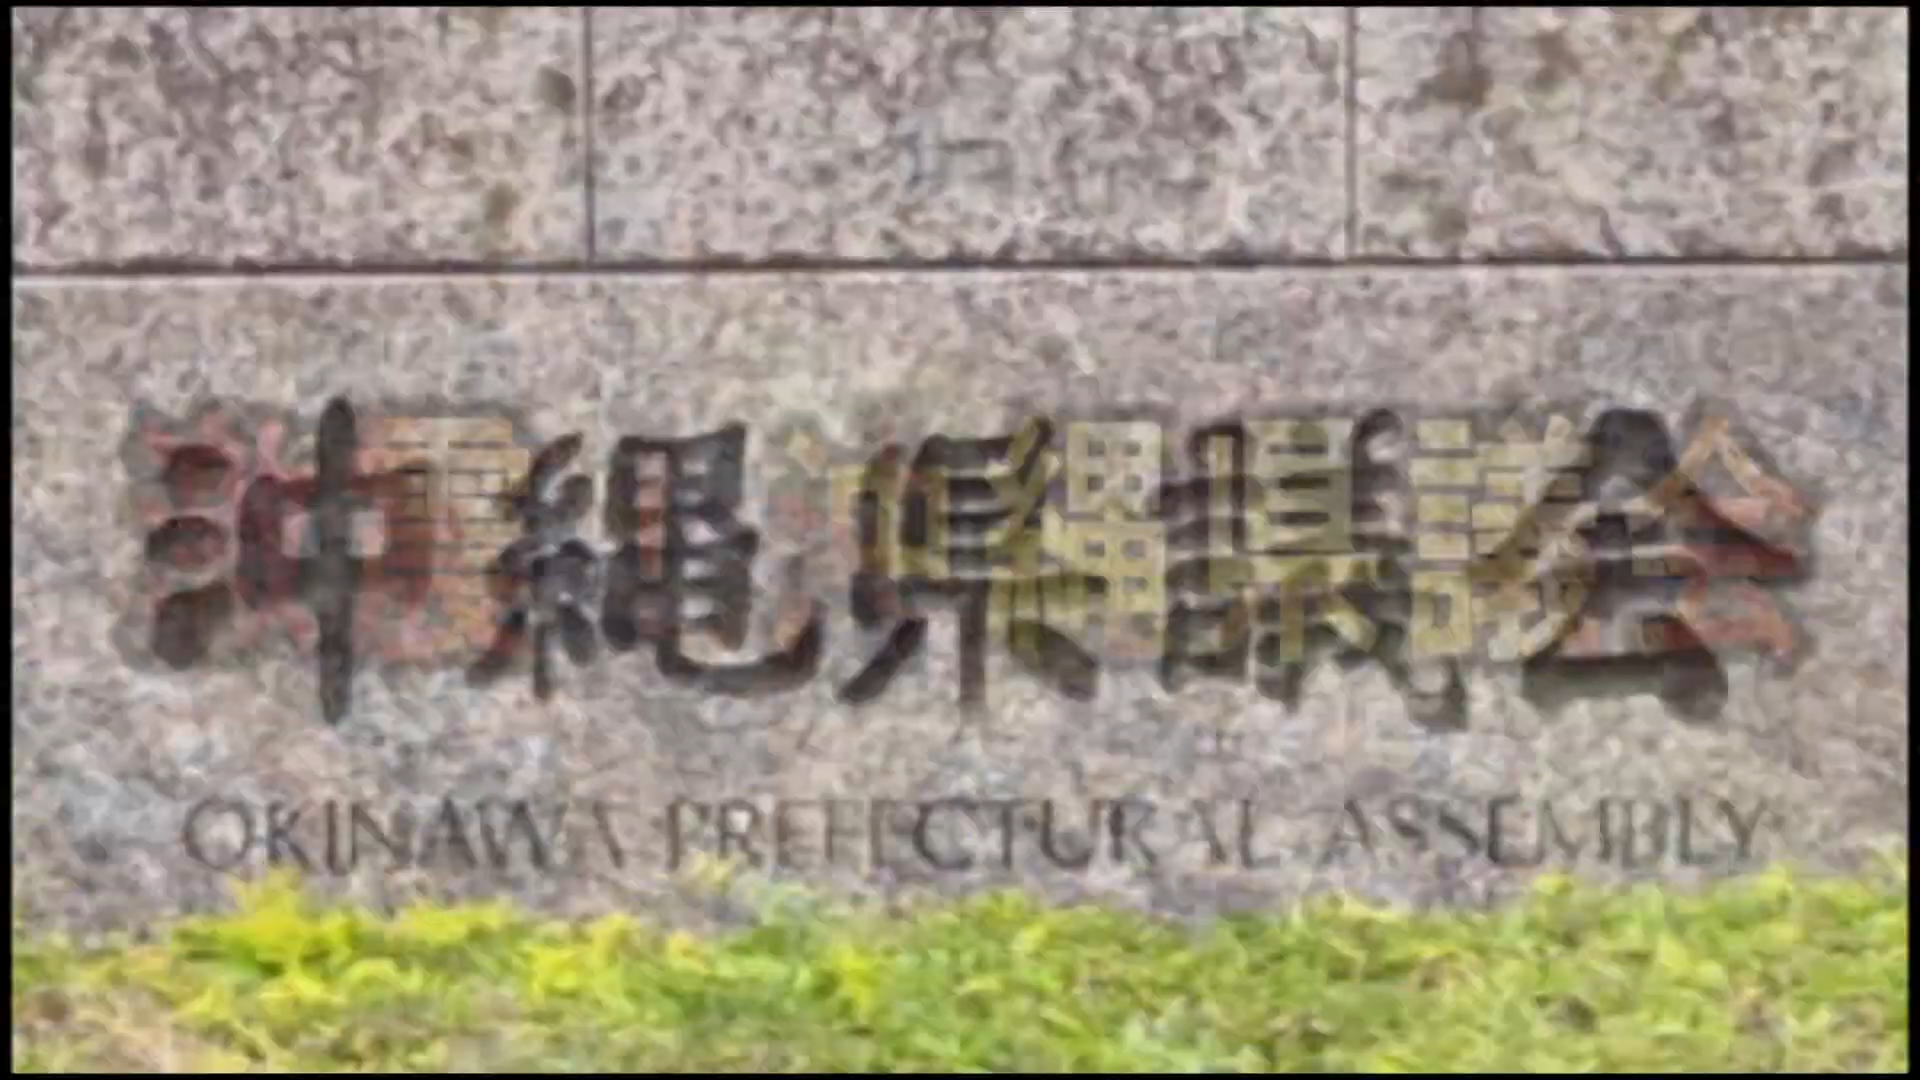 沖縄県議会
OKINAWA PREFECTURAL ASSEMBLY